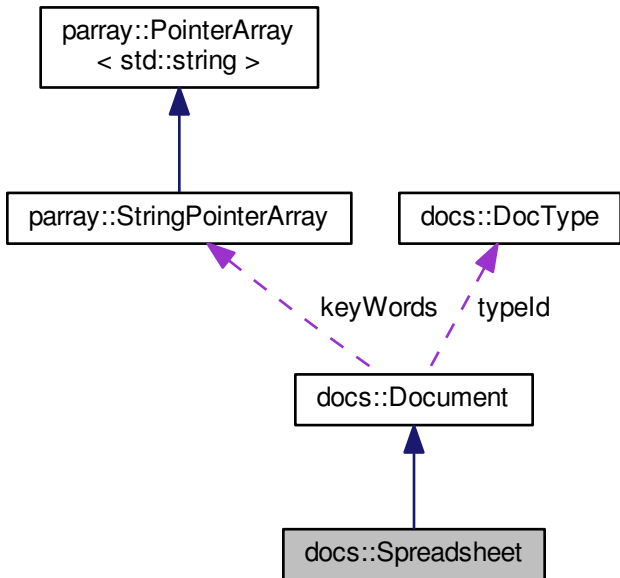 parray::PointerArray
< std::string >
parray::StringPointerArray
docs::DocType
keyWords
typeId
docs::Document
docs::Spreadsheet